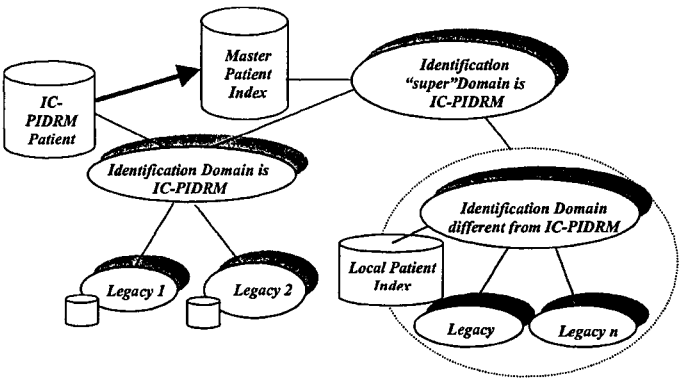 Master
Patient
Index
Identification
“super”Domain is
IC-PIDRM
IC-
PIDRM
Patient
Identification Domain is
IC-PIDRM
Identification Domain
different from IC-PIDRM
Local Patient
Index
Legacy 1
Legacy 2
Legacy
Legacy n